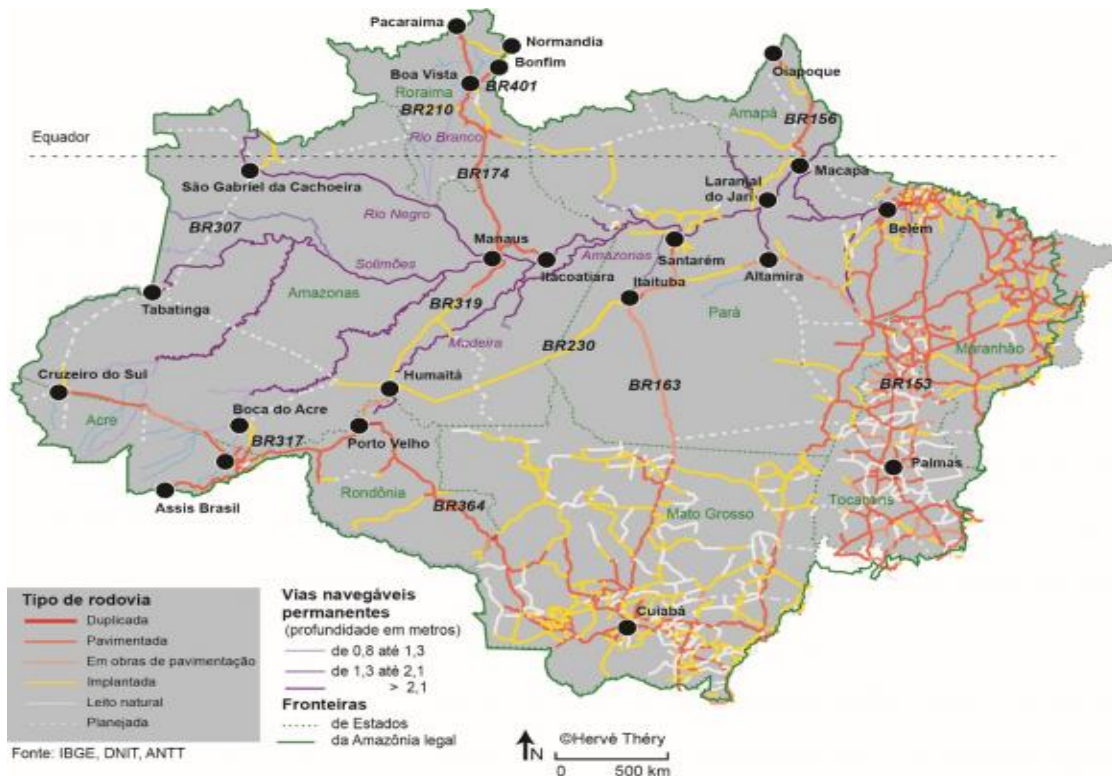 Pacaraima
Normandia
Bonfim
Oiapoque
Boa Vista
BR401
Roraima
BR210
Amapá
BR156
Rio Branco
Equador
São Gabriel da Cachoeira
BR174
Laranjal
do Jari
Macapa
Rio Negro
BR307
Manaus
Belém
Solimões
Amazonas
Santarém
Itacoatiara
Altamira
Itaituba
Amazonas
Tabatinga
BR319
Pará
Madeira
BR230
Maranhão
Cruzeiro do Sul
Humaitá
BR163
BR153
Acre
Boca do Acre
BR317
Porto Velho
Palmas
Rondônia
Tocantins
Assis Brasil
BR364
Mato Grosso
Cuiabá
Tipo de rodovia
Duplicada
Pavimentada
Em obras de pavimentação
Implantada
Leito natural
Planejada
Vias navegáveis
permanentes
(profundidade em metros)
de 0,8 até 1,3
de 1,3 até 2,1
> 2,1
Fronteiras
de Estados
da Amazônia legal
N
©Hervé Théry
0 500 km
Fonte: IBGE, DNIT, ANTT